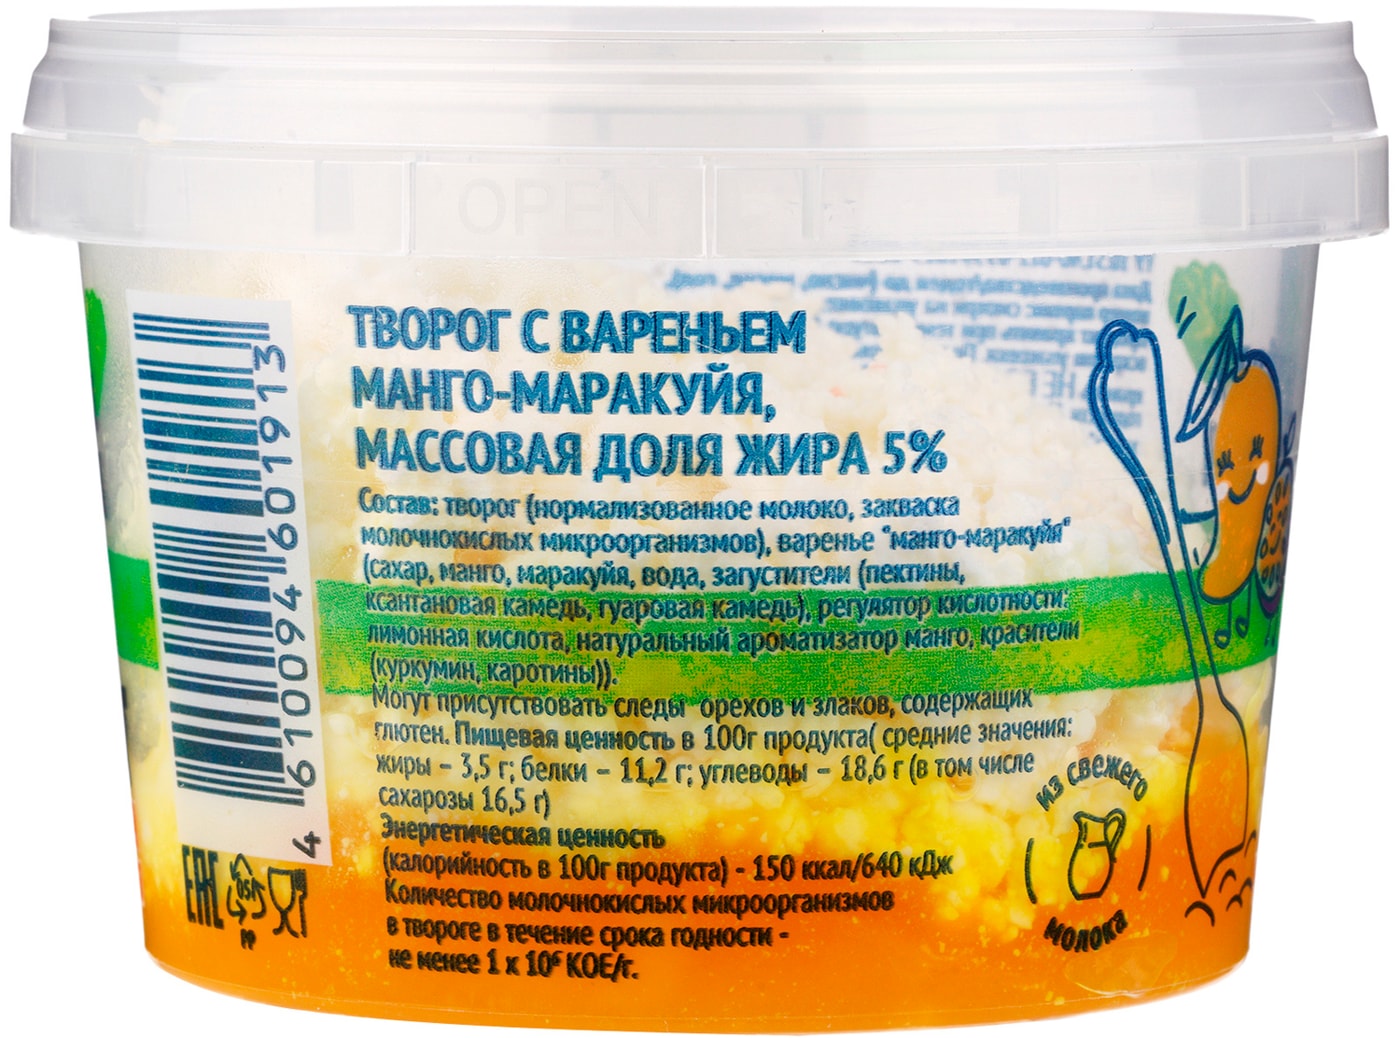 OPEN
ТВОРОГ С ВАРЕНЬЕМ
МАНГО-МАРАКУЙЯ,
МАССОВАЯ ДОЛЯ ЖИРА 5%
Состав: творог (нормализованное молоко, закваска
молочнокислых микроорганизмов), варенье "манго-маракуйя"
(сахар, манго, маракуйя, вода, загустители (пектины,
ксантановая камедь, гуаровая камедь), регулятор кислотности:
лимонная кислота, натуральный ароматизатор манго, красители
(куркумин, каротины)).
Могут присутствовать следы орехов и злаков, содержащих
глютен. Пищевая ценность в 100г продукта( средние значения:
жиры – 3,5 г; белки – 11,2 г; углеводы – 18,6 г (в том числе
сахарозы 16,5 г)
Энергетическая ценность
(калорийность в 100г продукта) - 150 ккал/640 кДж
Количество молочнокислых микроорганизмов
в твороге в течение срока годности -
не менее 1 х 10⁶ КОЕ/г.
4 610094 601913
EAC
05
PP
из свежего
молока